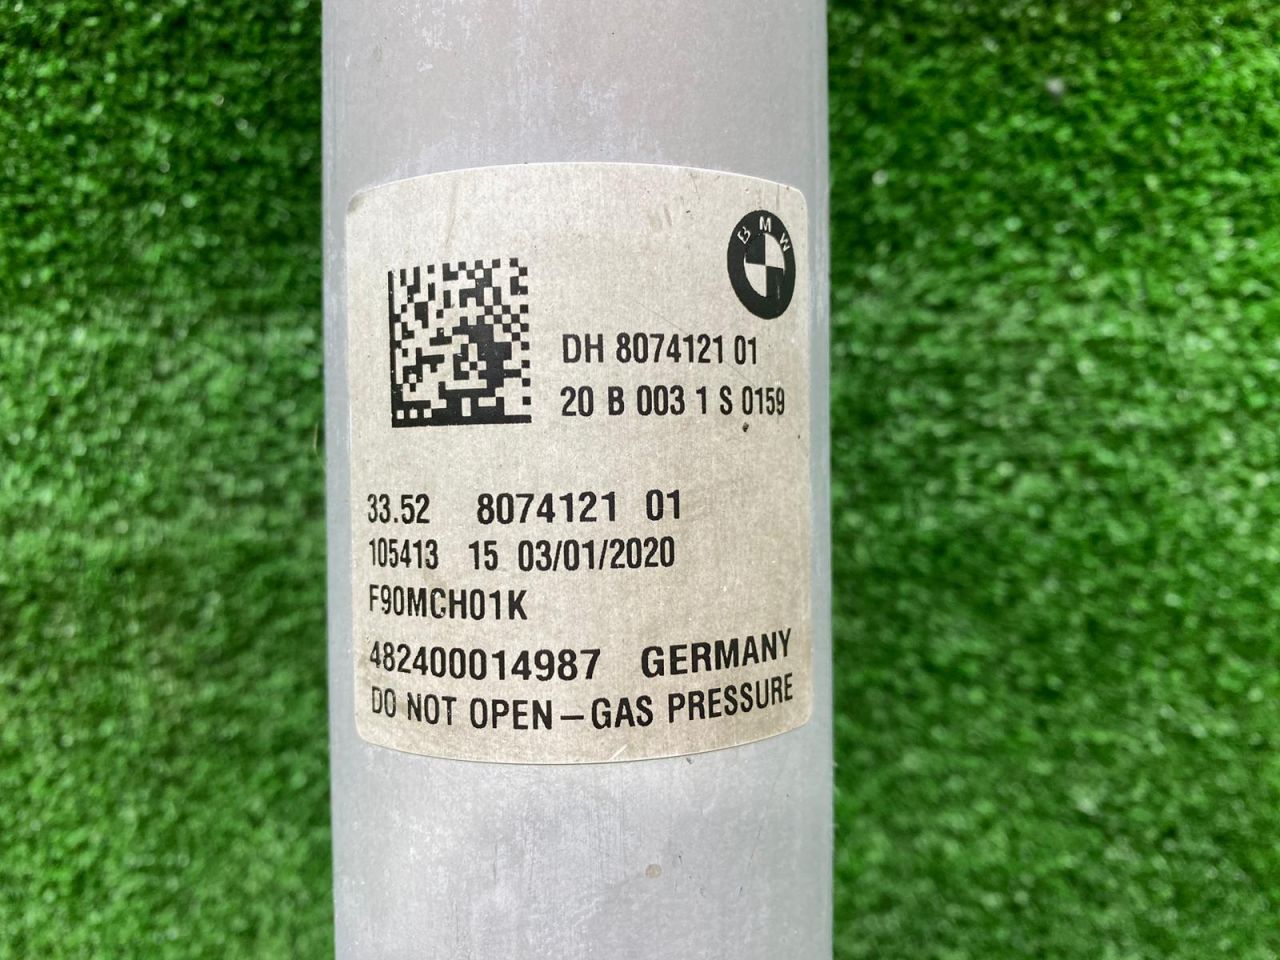 BMW
DH 8074121 01
20 B 003 1 S 0159
33.52 8074121 01
105413 15 03/01/2020
F90MCH01K
482400014987 GERMANY
DO NOT OPEN – GAS PRESSURE